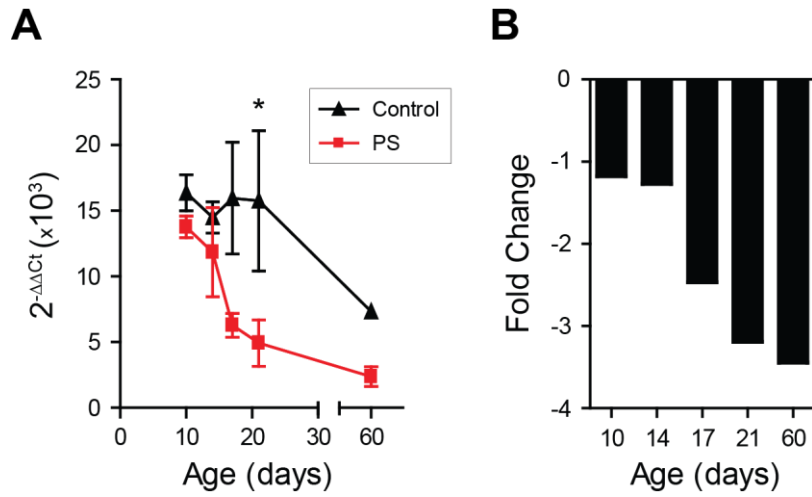 A
25
20
15
10
5
0
2^-ΔΔCt (x10^3)
*
Control
PS
0 10 20 30 60
Age (days)
B
0
-1
-2
-3
-4
Fold Change
10 14 17 21 60
Age (days)